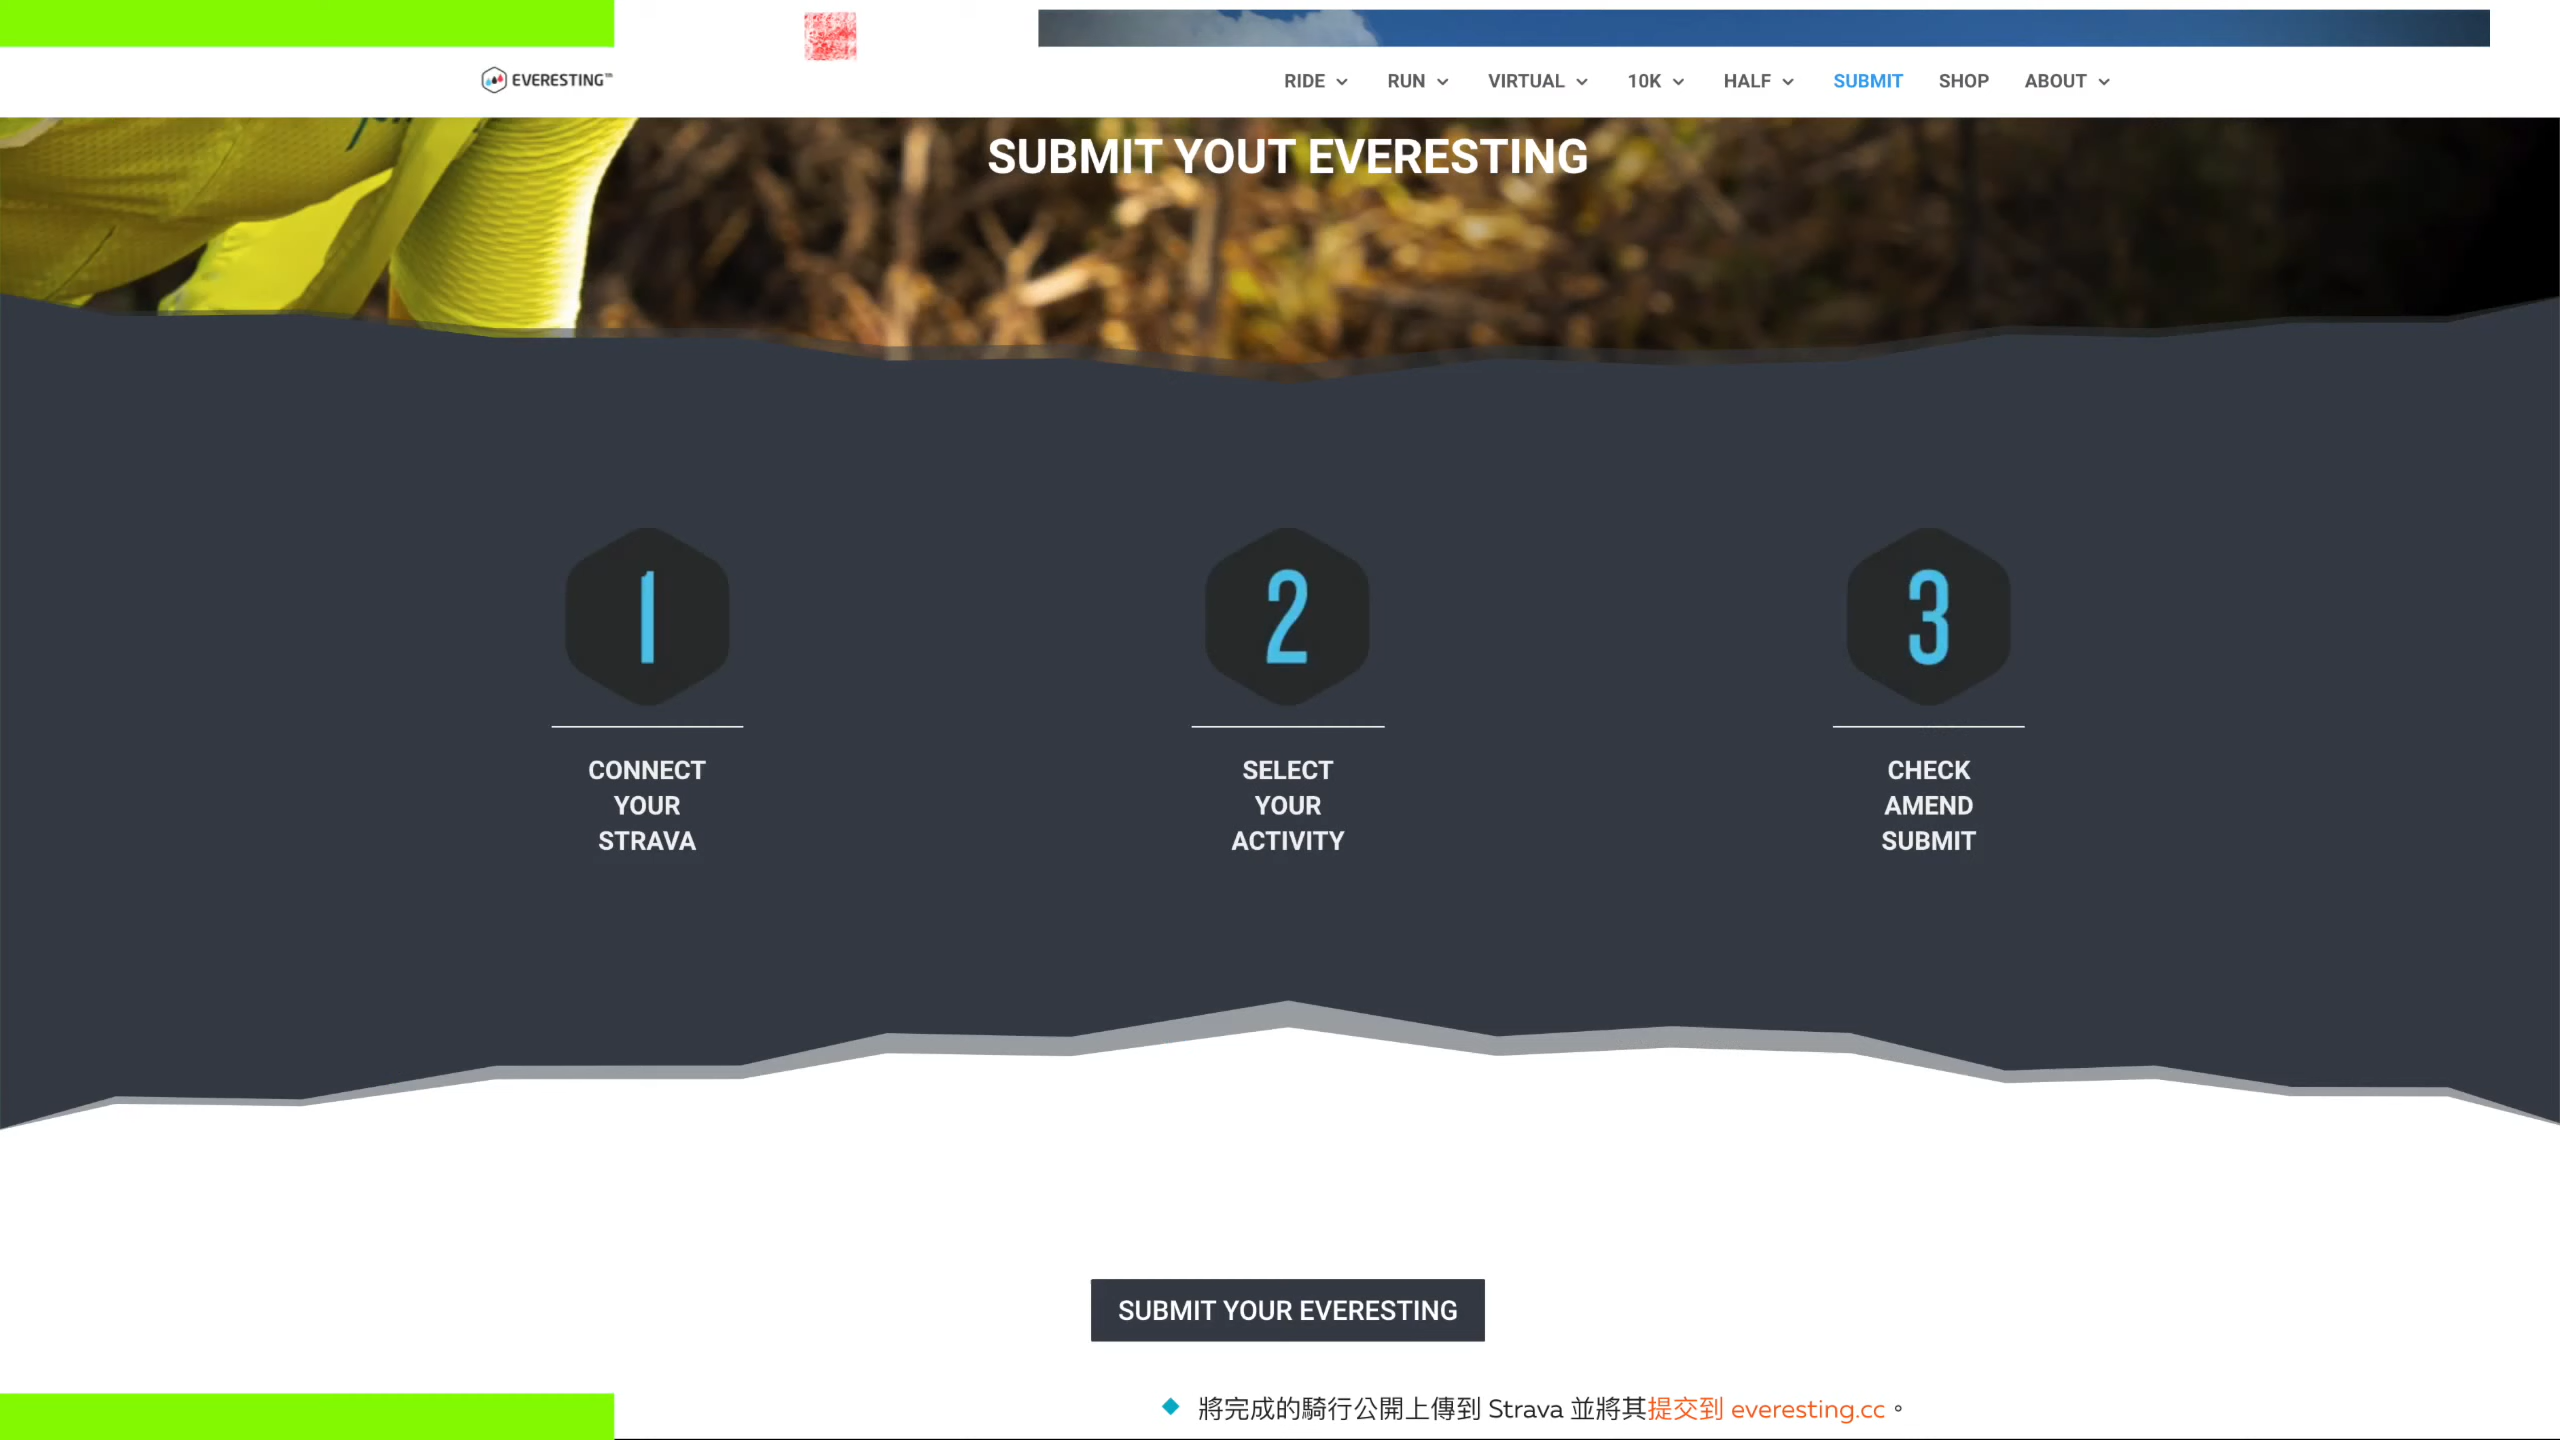 EVERESTING™
RIDE RUN VIRTUAL 10K HALF SUBMIT SHOP ABOUT
SUBMIT YOUT EVERESTING
1
CONNECT
YOUR
STRAVA
2
SELECT
YOUR
ACTIVITY
3
CHECK
AMEND
SUBMIT
SUBMIT YOUR EVERESTING
將完成的騎行公開上傳到 Strava 並將其提交到 everesting.cc。